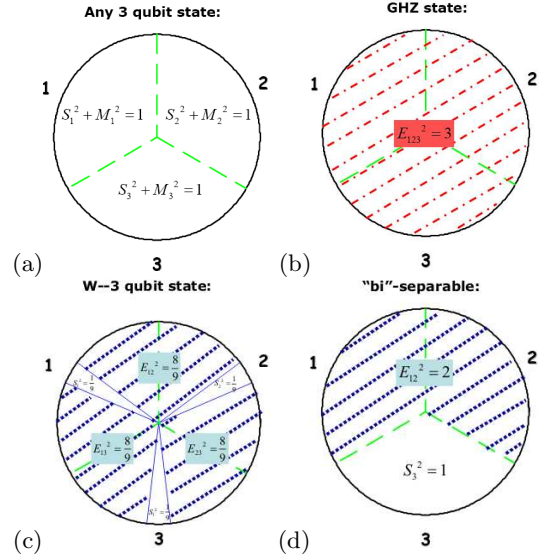 Any 3 qubit state:
1
2
S₁² + M₁² = 1
S₂² + M₂² = 1
S₃² + M₃² = 1
3
(a)
GHZ state:
1
2
E₁₂₃² = 3
3
(b)
W--3 qubit state:
1
2
E₁₂² = 8/9
E₁₃² = 8/9
E₂₃² = 8/9
3
(c)
"bi"-separable:
1
2
E₁₂² = 2
S₃² = 1
3
(d)